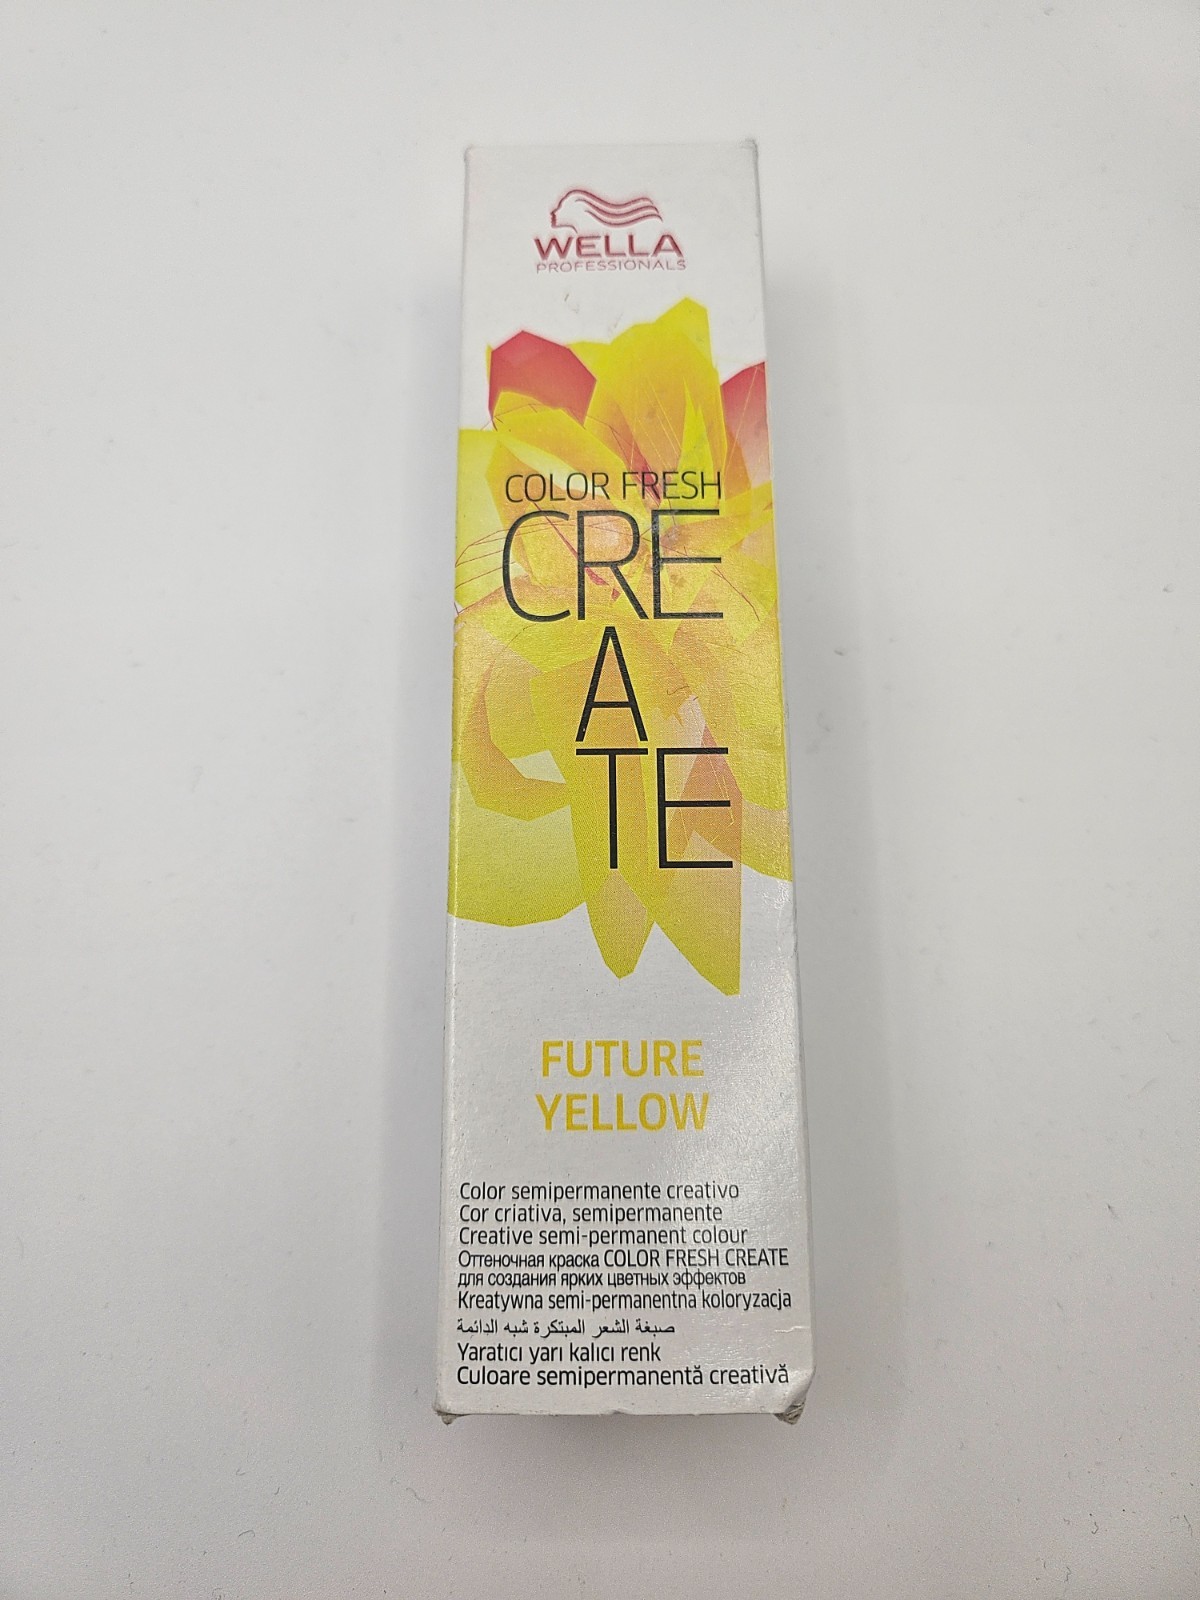 WELLA
PROFESSIONALS
COLOR FRESH
CRE
A
TE
FUTURE
YELLOW
Color semipermanente creativo
Cor criativa, semipermanente
Creative semi-permanent colour
Оттеночная краска COLOR FRESH CREATE
для создания ярких цветных эффектов
Kreatywna semi-permanentna koloryzacja
صبغة الشعر المبتكرة شبه الدائمة
Yaratıcı yarı kalıcı renk
Culoare semipermanentă creativă